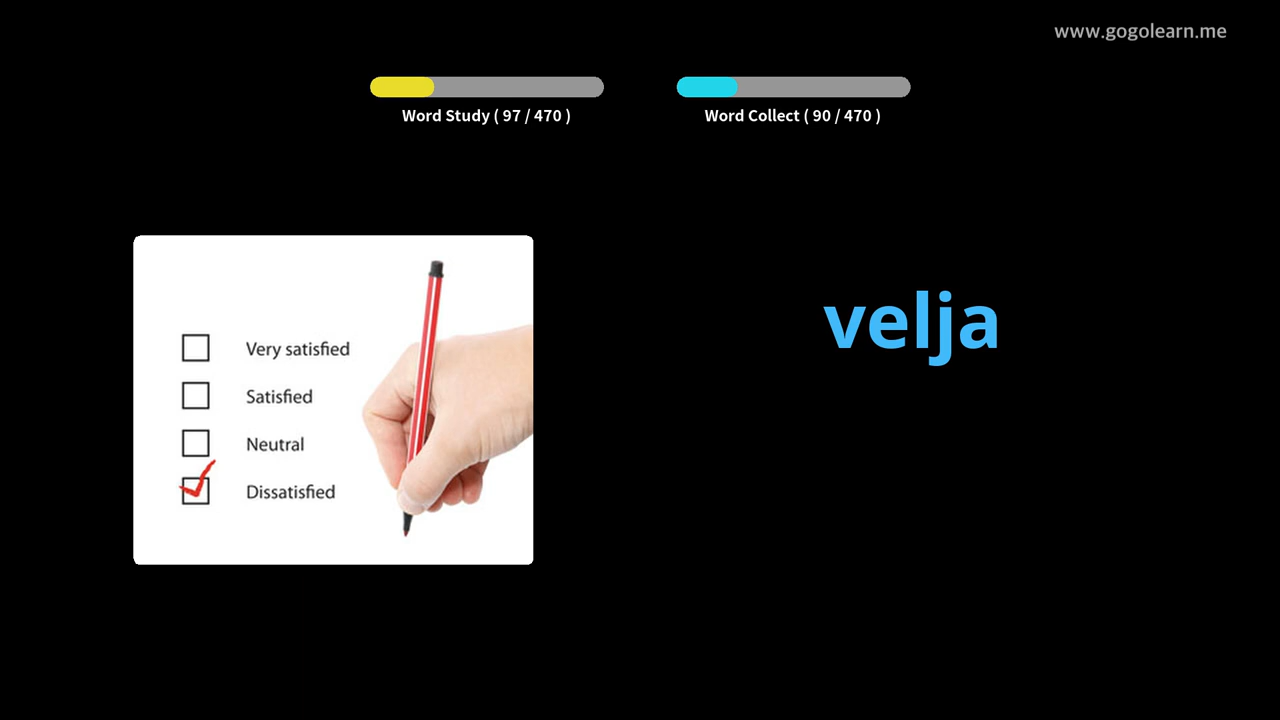 www.gogolearn.me
Word Study ( 97 / 470 )
Word Collect ( 90 / 470 )
Very satisfied
Satisfied
Neutral
Dissatisfied
velja